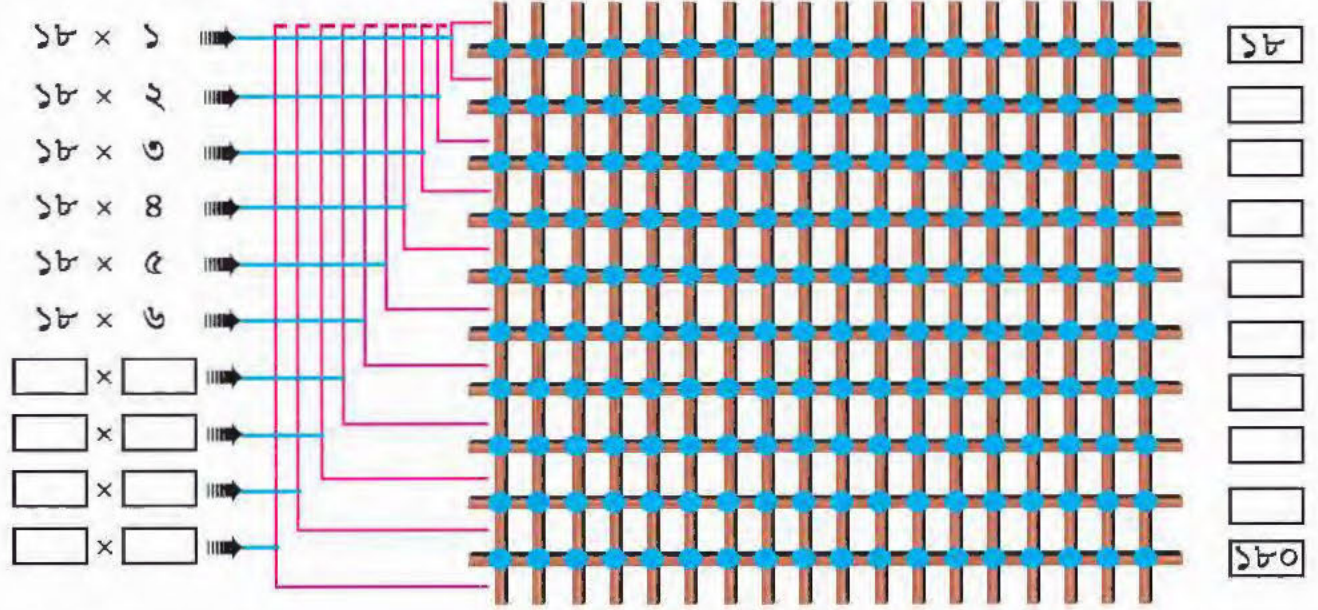 ১৮ × ১ ১৮
১৮ × ২
১৮ × ৩
১৮ × ৪
১৮ × ৫
১৮ × ৬
×
×
×
× ১৮০